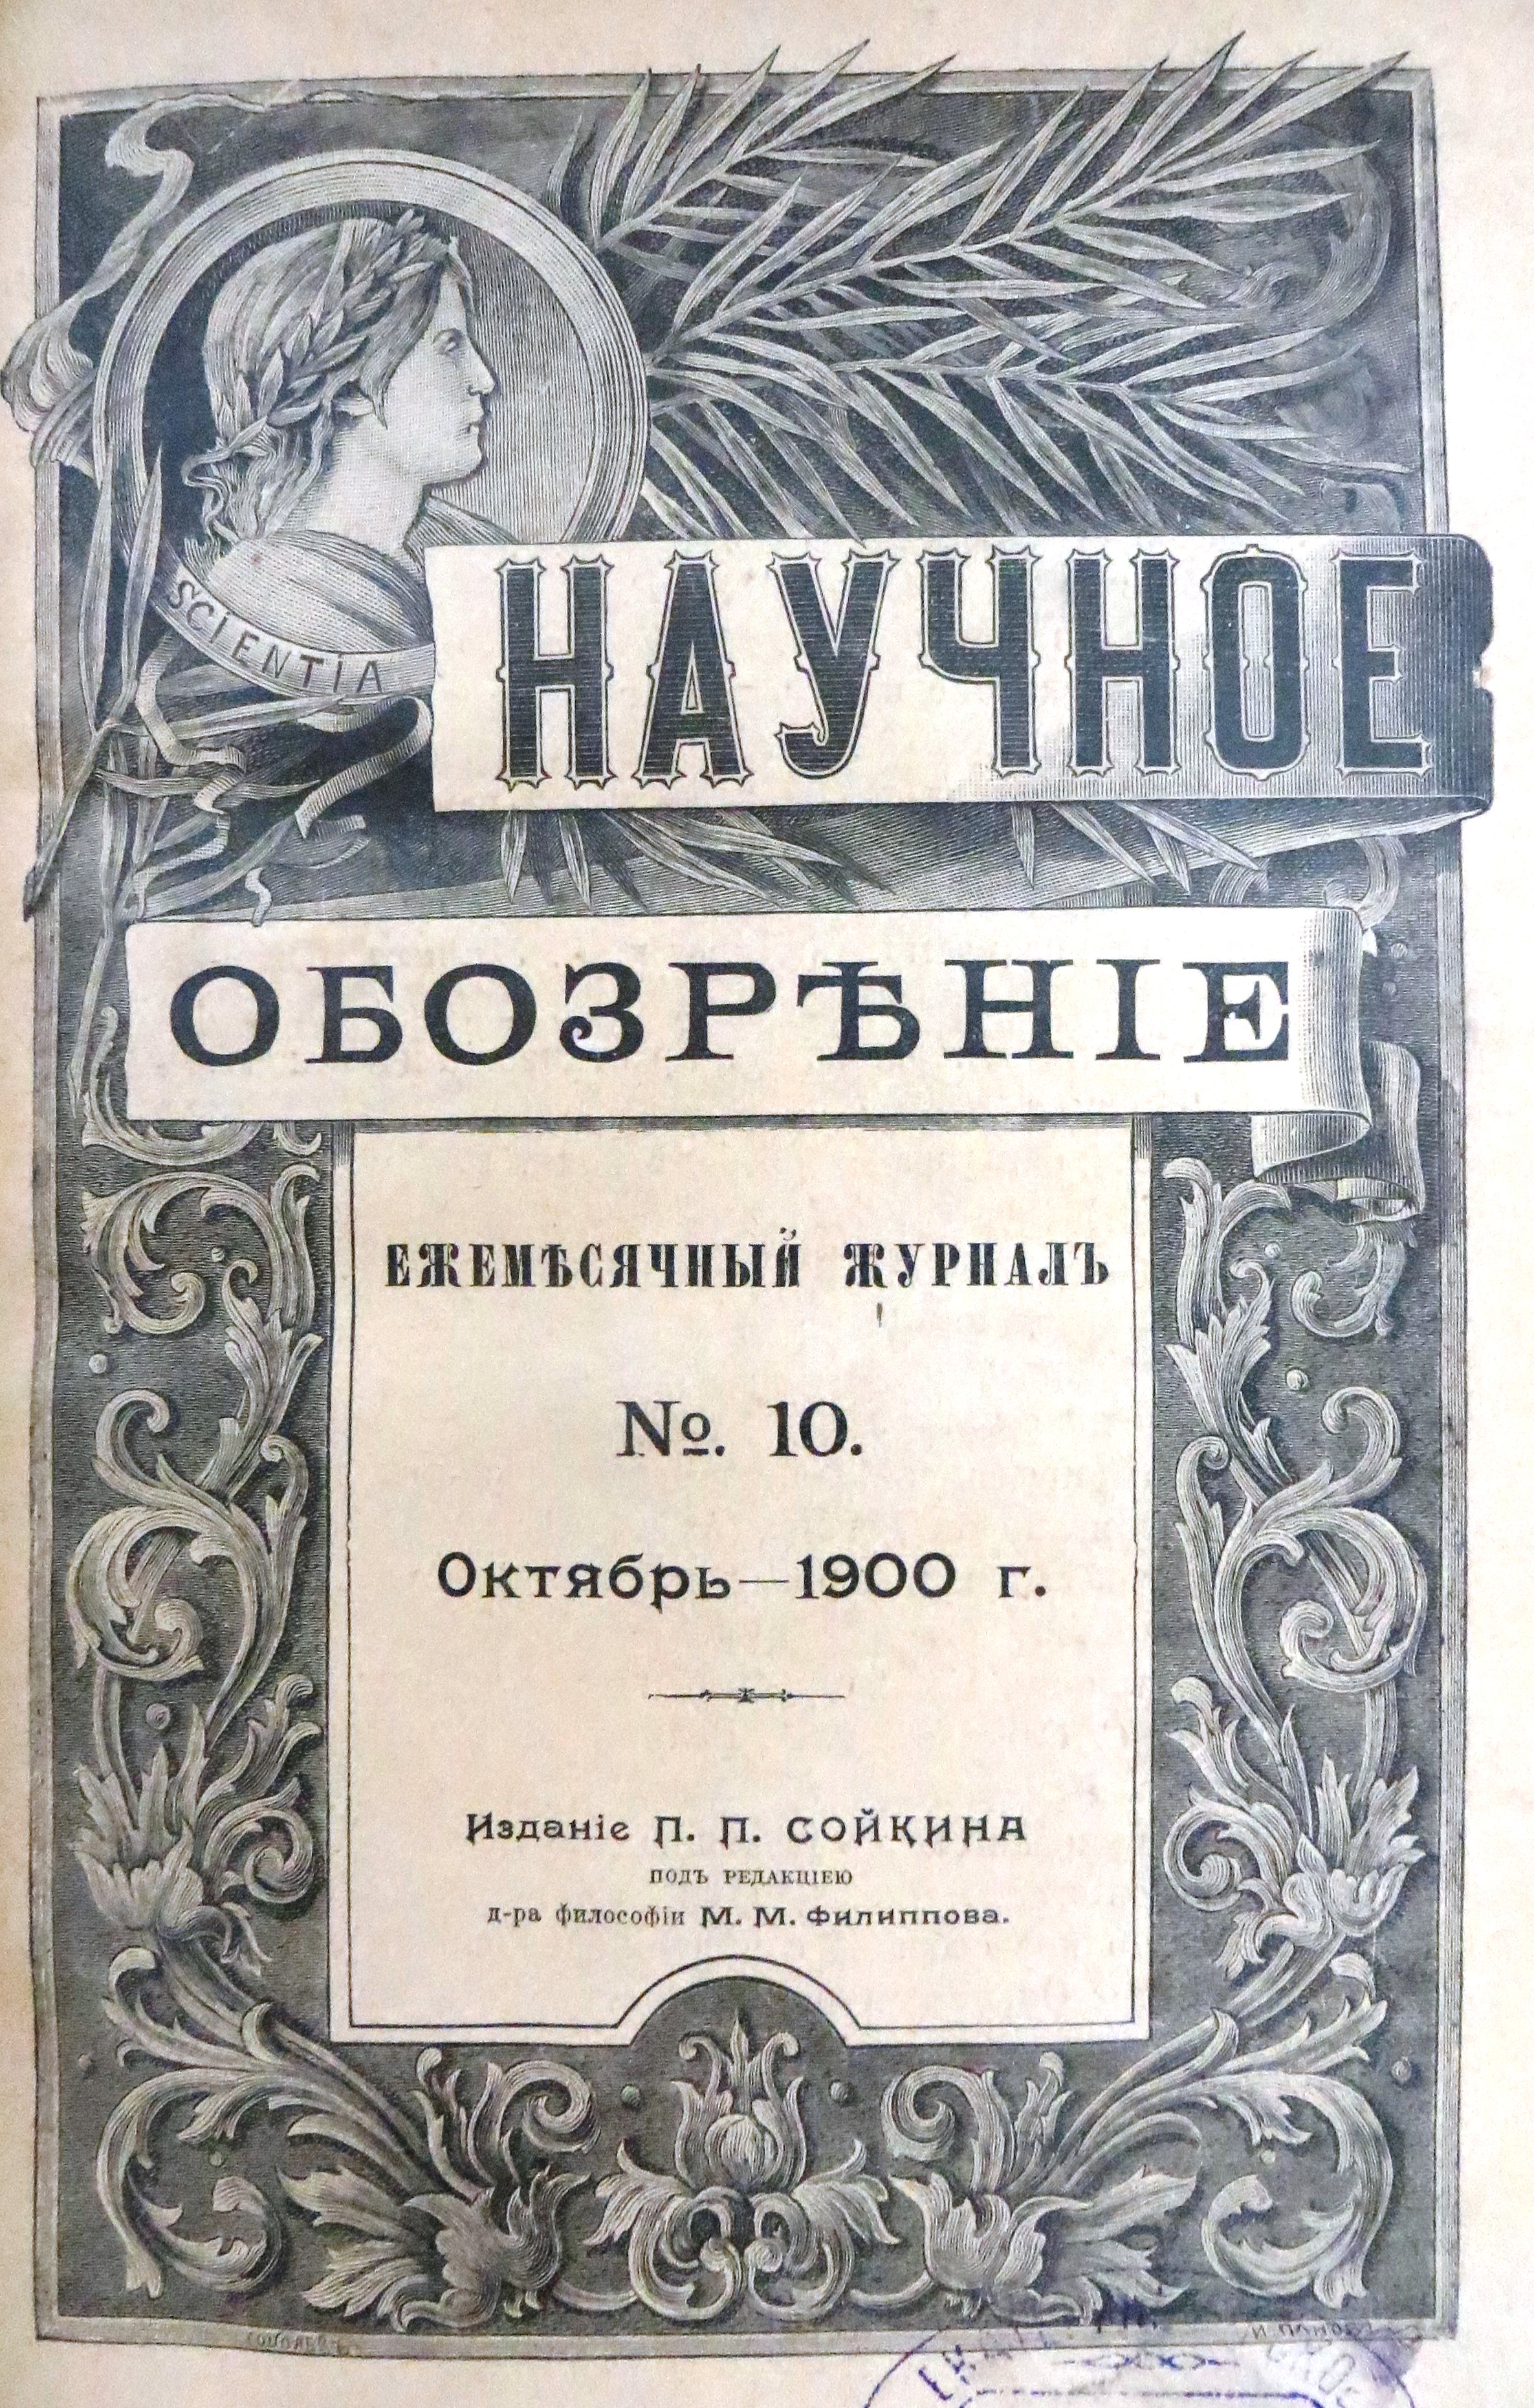 SCIENTIA
НАУЧНОЕ
ОБОЗРѢНІЕ
ЕЖЕМѢСЯЧНЫЙ ЖУРНАЛЪ
№. 10.
Октябрь—1900 г.
Изданіе П. П. СОЙКИНА
ПОДЪ РЕДАКЦІЕЮ
д-ра философіи М. М. Филиппова.